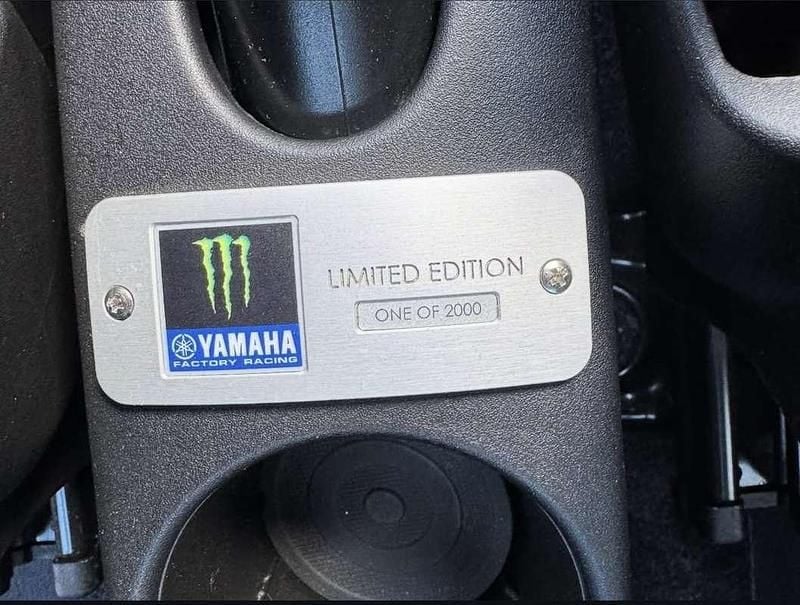 LIMITED EDITION
ONE OF 2000
YAMAHA
FACTORY RACING